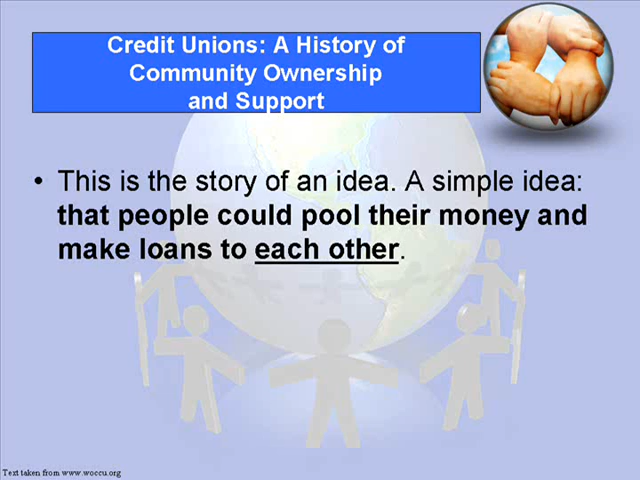 Credit Unions: A History of
Community Ownership
and Support
• This is the story of an idea. A simple idea:
that people could pool their money and
make loans to each other.
Text taken from www.woccu.org